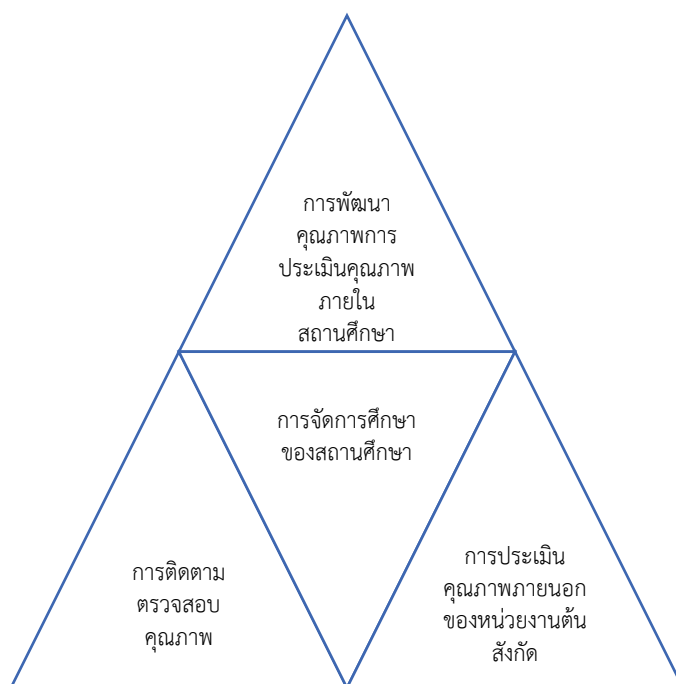 การพัฒนา
คุณภาพการ
ประเมินคุณภาพ
ภายใน
สถานศึกษา
การจัดการศึกษา
ของสถานศึกษา
การติดตาม
ตรวจสอบ
คุณภาพ
การประเมิน
คุณภาพภายนอก
ของหน่วยงานต้น
สังกัด